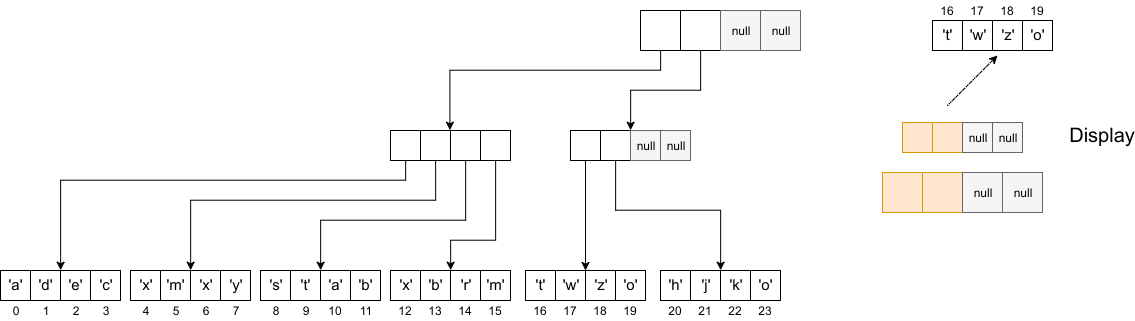 null null
16 17 18 19
't' 'w' 'z' 'o'
null null
Display
null null
null null
'a' 'd' 'e' 'c' 'x' 'm' 'x' 'y' 's' 't' 'a' 'b' 'x' 'b' 'r' 'm' 't' 'w' 'z' 'o' 'h' 'j' 'k' 'o'
0 1 2 3 4 5 6 7 8 9 10 11 12 13 14 15 16 17 18 19 20 21 22 23